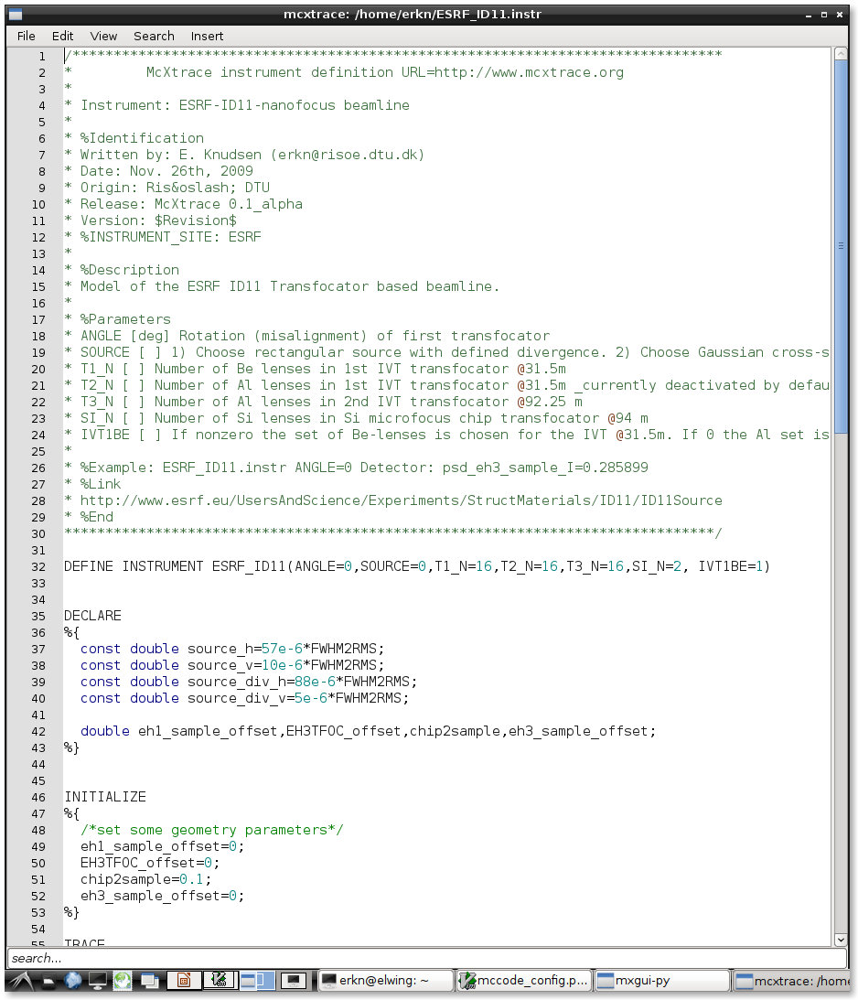 mcxtrace: /home/erkn/ESRF_ID11.instr
File Edit View Search Insert
1 /*******************************************************************************
2 * McXtrace instrument definition URL=http://www.mcxtrace.org
3 *
4 * Instrument: ESRF-ID11-nanofocus beamline
5 *
6 * %Identification
7 * Written by: E. Knudsen (erkn@risoe.dtu.dk)
8 * Date: Nov. 26th, 2009
9 * Origin: Ris&oslash; DTU
10 * Release: McXtrace 0.1_alpha
11 * Version: $Revision$
12 * %INSTRUMENT_SITE: ESRF
13 *
14 * %Description
15 * Model of the ESRF ID11 Transfocator based beamline.
16 *
17 * %Parameters
18 * ANGLE [deg] Rotation (misalignment) of first transfocator
19 * SOURCE [ ] 1) Choose rectangular source with defined divergence. 2) Choose Gaussian cross-s
20 * T1_N [ ] Number of Be lenses in 1st IVT transfocator @31.5m
21 * T2_N [ ] Number of Al lenses in 1st IVT transfocator @31.5m _currently deactivated by defau
22 * T3_N [ ] Number of Al lenses in 2nd IVT transfocator @92.25 m
23 * SI_N [ ] Number of Si lenses in Si microfocus chip transfocator @94 m
24 * IVT1BE [ ] If nonzero the set of Be-lenses is chosen for the IVT @31.5m. If 0 the Al set is
25 *
26 * %Example: ESRF_ID11.instr ANGLE=0 Detector: psd_eh3_sample_I=0.285899
27 * %Link
28 * http://www.esrf.eu/UsersAndScience/Experiments/StructMaterials/ID11/ID11Source
29 * %End
30 *******************************************************************************/
31
32 DEFINE INSTRUMENT ESRF_ID11(ANGLE=0,SOURCE=0,T1_N=16,T2_N=16,T3_N=16,SI_N=2, IVT1BE=1)
33
34
35 DECLARE
36 %{
37 const double source_h=57e-6*FWHM2RMS;
38 const double source_v=10e-6*FWHM2RMS;
39 const double source_div_h=88e-6*FWHM2RMS;
40 const double source_div_v=5e-6*FWHM2RMS;
41
42 double eh1_sample_offset,EH3TFOC_offset,chip2sample,eh3_sample_offset;
43 %}
44
45
46 INITIALIZE
47 %{
48 /*set some geometry parameters*/
49 eh1_sample_offset=0;
50 EH3TFOC_offset=0;
51 chip2sample=0.1;
52 eh3_sample_offset=0;
53 %}
54
55 TRACE
search...
erkn@elwing: ~ mccode_config.p... mxgui-py mcxtrace: /home